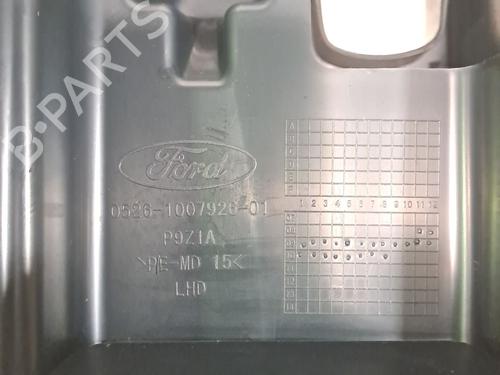 B-PARTS
Ford
0526-1007926-01
P9Z1A
>PE-MD 15<
LHD
1 2 3 4 5 6 7 8 9 10 11 12